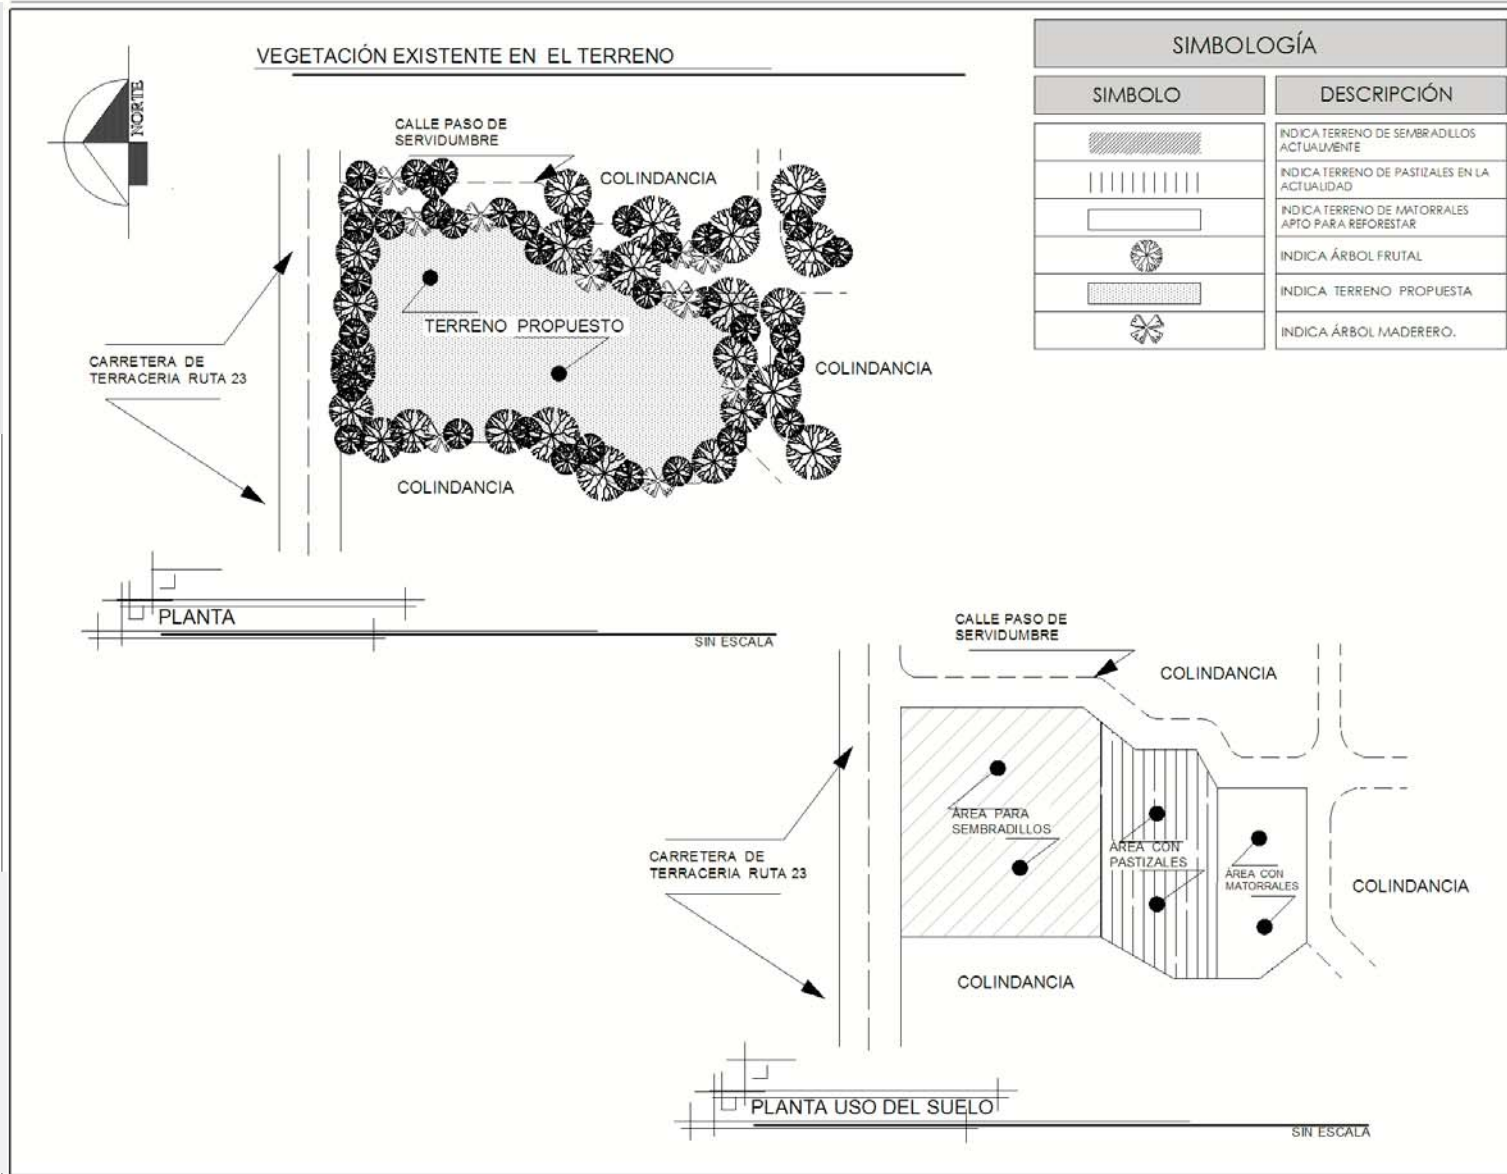 VEGETACIÓN EXISTENTE EN EL TERRENO
NORTE
CALLE PASO DE
SERVIDUMBRE
COLINDANCIA
TERRENO PROPUESTO
CARRETERA DE
TERRACERIA RUTA 23
COLINDANCIA
COLINDANCIA
PLANTA
SIN ESCALA
SIMBOLOGÍA
SIMBOLO
DESCRIPCIÓN
INDICA TERRENO DE SEMBRADILLOS
ACTUALMENTE
INDICA TERRENO DE PASTIZALES EN LA
ACTUALIDAD
INDICA TERRENO DE MATORRALES
APTO PARA REFORESTAR
INDICA ÁRBOL FRUTAL
INDICA TERRENO PROPUESTA
INDICA ÁRBOL MADERERO.
CALLE PASO DE
SERVIDUMBRE
COLINDANCIA
ÁREA PARA
SEMBRADILLOS
ÁREA CON
PASTIZALES
ÁREA CON
MATORRALES
CARRETERA DE
TERRACERIA RUTA 23
COLINDANCIA
COLINDANCIA
PLANTA USO DEL SUELO
SIN ESCALA